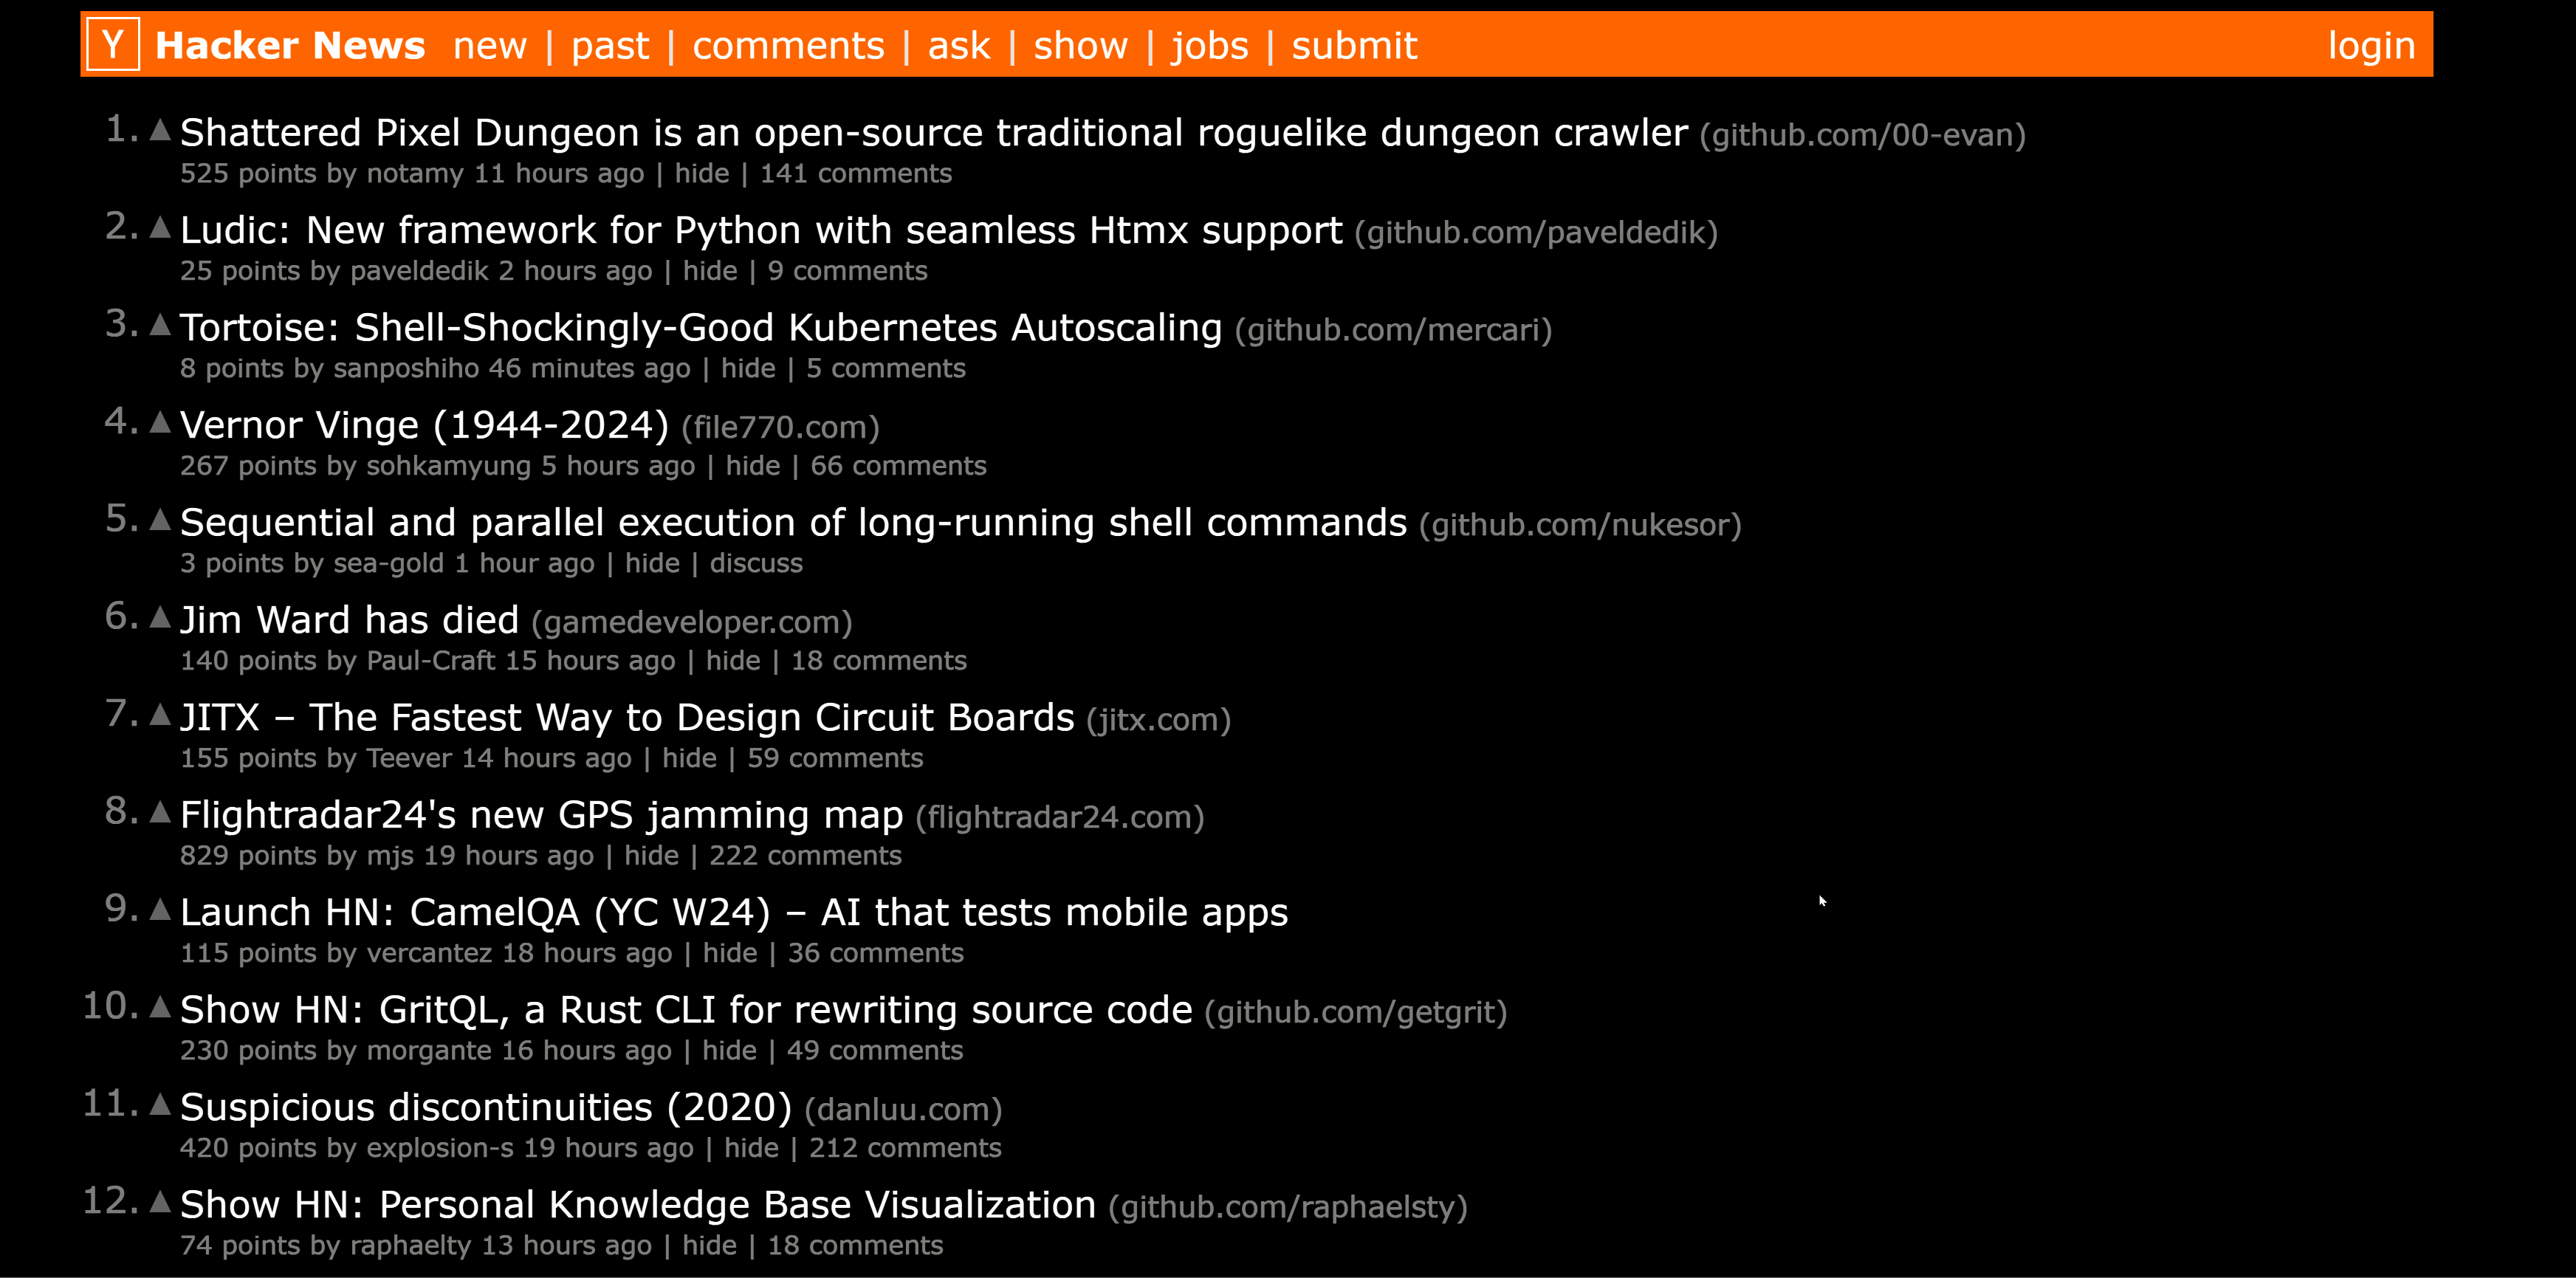 Y Hacker News new | past | comments | ask | show | jobs | submit login
1. ▲ Shattered Pixel Dungeon is an open-source traditional roguelike dungeon crawler (github.com/00-evan)
525 points by notamy 11 hours ago | hide | 141 comments
2. ▲ Ludic: New framework for Python with seamless Htmx support (github.com/paveldedik)
25 points by paveldedik 2 hours ago | hide | 9 comments
3. ▲ Tortoise: Shell-Shockingly-Good Kubernetes Autoscaling (github.com/mercari)
8 points by sanposhiho 46 minutes ago | hide | 5 comments
4. ▲ Vernor Vinge (1944-2024) (file770.com)
267 points by sohkamyung 5 hours ago | hide | 66 comments
5. ▲ Sequential and parallel execution of long-running shell commands (github.com/nukesor)
3 points by sea-gold 1 hour ago | hide | discuss
6. ▲ Jim Ward has died (gamedeveloper.com)
140 points by Paul-Craft 15 hours ago | hide | 18 comments
7. ▲ JITX – The Fastest Way to Design Circuit Boards (jitx.com)
155 points by Teever 14 hours ago | hide | 59 comments
8. ▲ Flightradar24's new GPS jamming map (flightradar24.com)
829 points by mjs 19 hours ago | hide | 222 comments
9. ▲ Launch HN: CamelQA (YC W24) – AI that tests mobile apps
115 points by vercantez 18 hours ago | hide | 36 comments
10. ▲ Show HN: GritQL, a Rust CLI for rewriting source code (github.com/getgrit)
230 points by morgante 16 hours ago | hide | 49 comments
11. ▲ Suspicious discontinuities (2020) (danluu.com)
420 points by explosion-s 19 hours ago | hide | 212 comments
12. ▲ Show HN: Personal Knowledge Base Visualization (github.com/raphaelsty)
74 points by raphaelty 13 hours ago | hide | 18 comments